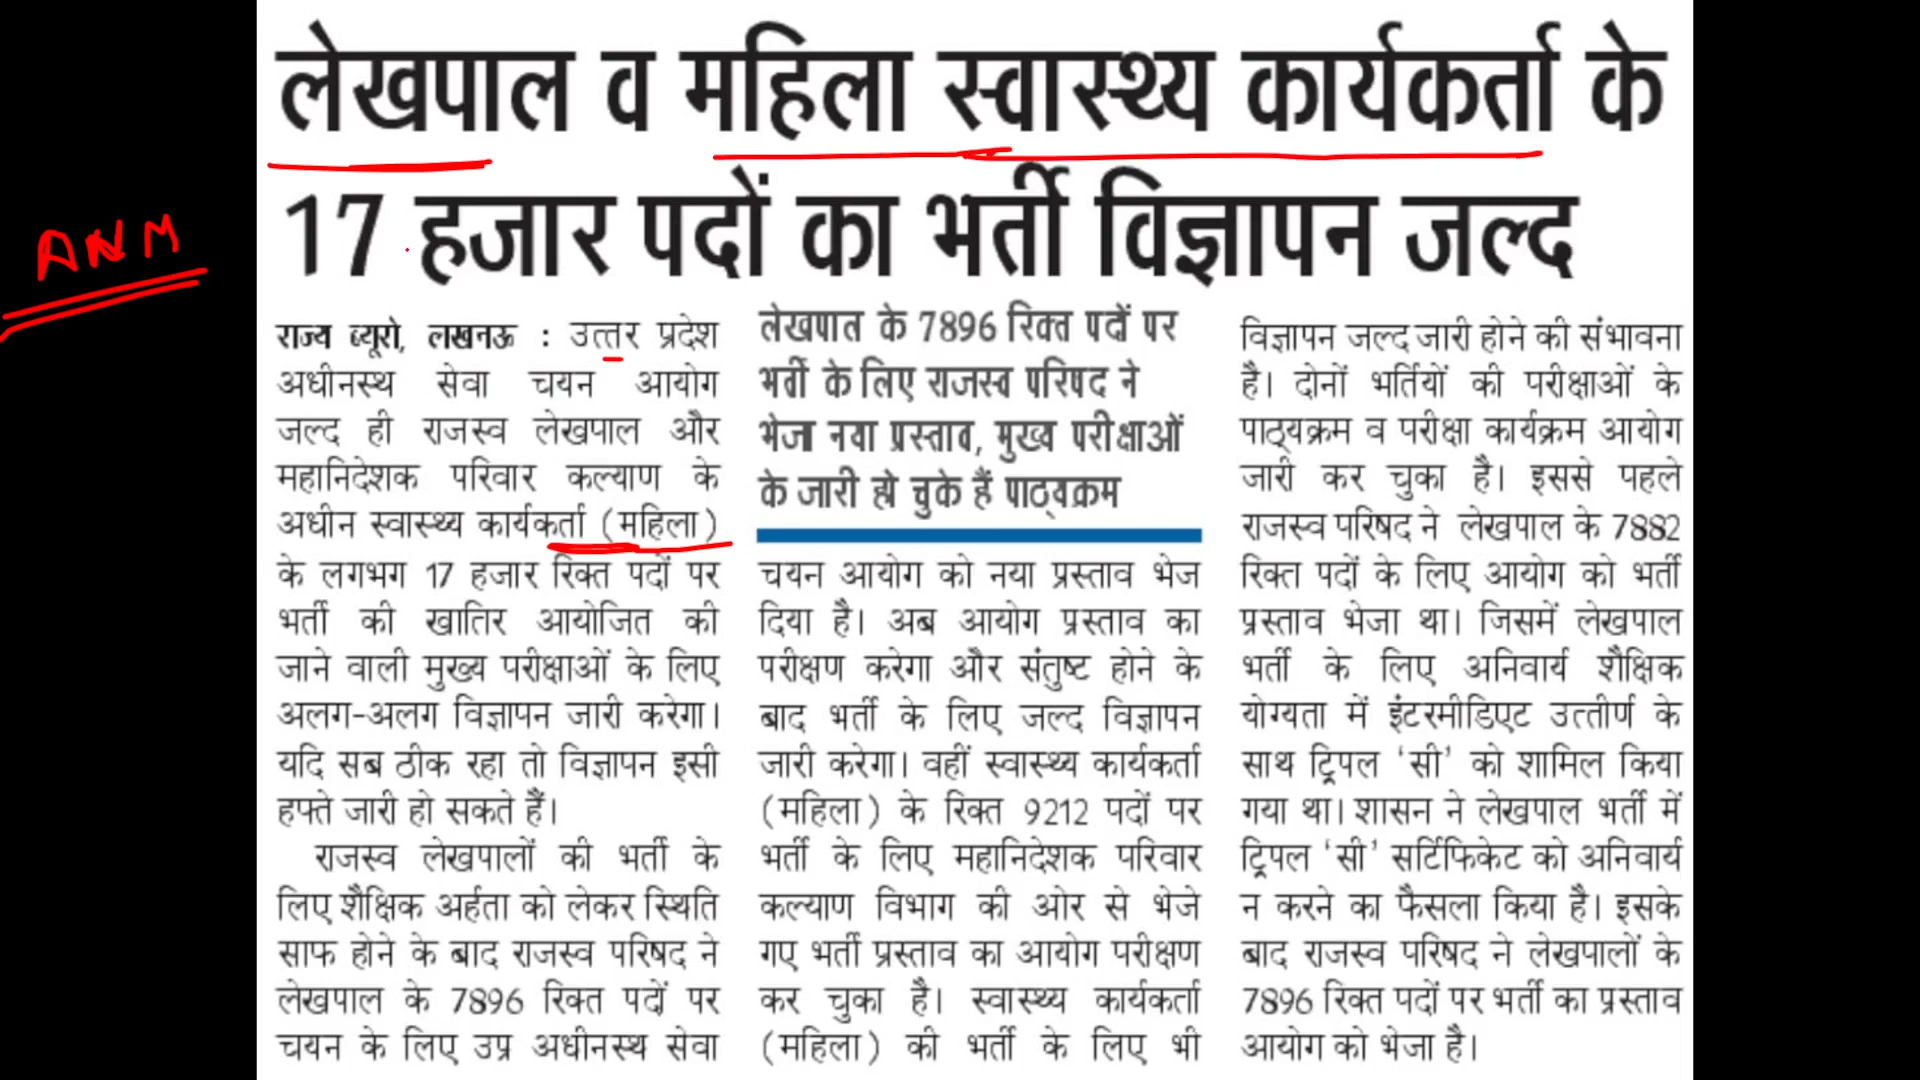 लेखपाल व महिला स्वास्थ्य कार्यकर्ता के
17 हजार पदों का भर्ती विज्ञापन जल्द
ANM
राज्य ब्यूरो, लखनऊ : उत्तर प्रदेश
अधीनस्थ सेवा चयन आयोग
जल्द ही राजस्व लेखपाल और
महानिदेशक परिवार कल्याण के
अधीन स्वास्थ्य कार्यकर्ता (महिला)
के लगभग 17 हजार रिक्त पदों पर
भर्ती की खातिर आयोजित की
जाने वाली मुख्य परीक्षाओं के लिए
अलग-अलग विज्ञापन जारी करेगा।
यदि सब ठीक रहा तो विज्ञापन इसी
हफ्ते जारी हो सकते हैं।
राजस्व लेखपालों की भर्ती के
लिए शैक्षिक अर्हता को लेकर स्थिति
साफ होने के बाद राजस्व परिषद ने
लेखपाल के 7896 रिक्त पदों पर
चयन के लिए उप्र अधीनस्थ सेवा
लेखपाल के 7896 रिक्त पदों पर
भर्ती के लिए राजस्व परिषद ने
भेजा नया प्रस्ताव, मुख्य परीक्षाओं
के जारी हो चुके हैं पाठ्यक्रम
चयन आयोग को नया प्रस्ताव भेज
दिया है। अब आयोग प्रस्ताव का
परीक्षण करेगा और संतुष्ट होने के
बाद भर्ती के लिए जल्द विज्ञापन
जारी करेगा। वहीं स्वास्थ्य कार्यकर्ता
(महिला) के रिक्त 9212 पदों पर
भर्ती के लिए महानिदेशक परिवार
कल्याण विभाग की ओर से भेजे
गए भर्ती प्रस्ताव का आयोग परीक्षण
कर चुका है। स्वास्थ्य कार्यकर्ता
(महिला) की भर्ती के लिए भी
विज्ञापन जल्द जारी होने की संभावना
है। दोनों भर्तियों की परीक्षाओं के
पाठ्यक्रम व परीक्षा कार्यक्रम आयोग
जारी कर चुका है। इससे पहले
राजस्व परिषद ने लेखपाल के 7882
रिक्त पदों के लिए आयोग को भर्ती
प्रस्ताव भेजा था। जिसमें लेखपाल
भर्ती के लिए अनिवार्य शैक्षिक
योग्यता में इंटरमीडिएट उत्तीर्ण के
साथ ट्रिपल ‘सी’ को शामिल किया
गया था। शासन ने लेखपाल भर्ती में
ट्रिपल ‘सी’ सर्टिफिकेट को अनिवार्य
न करने का फैसला किया है। इसके
बाद राजस्व परिषद ने लेखपालों के
7896 रिक्त पदों पर भर्ती का प्रस्ताव
आयोग को भेजा है।